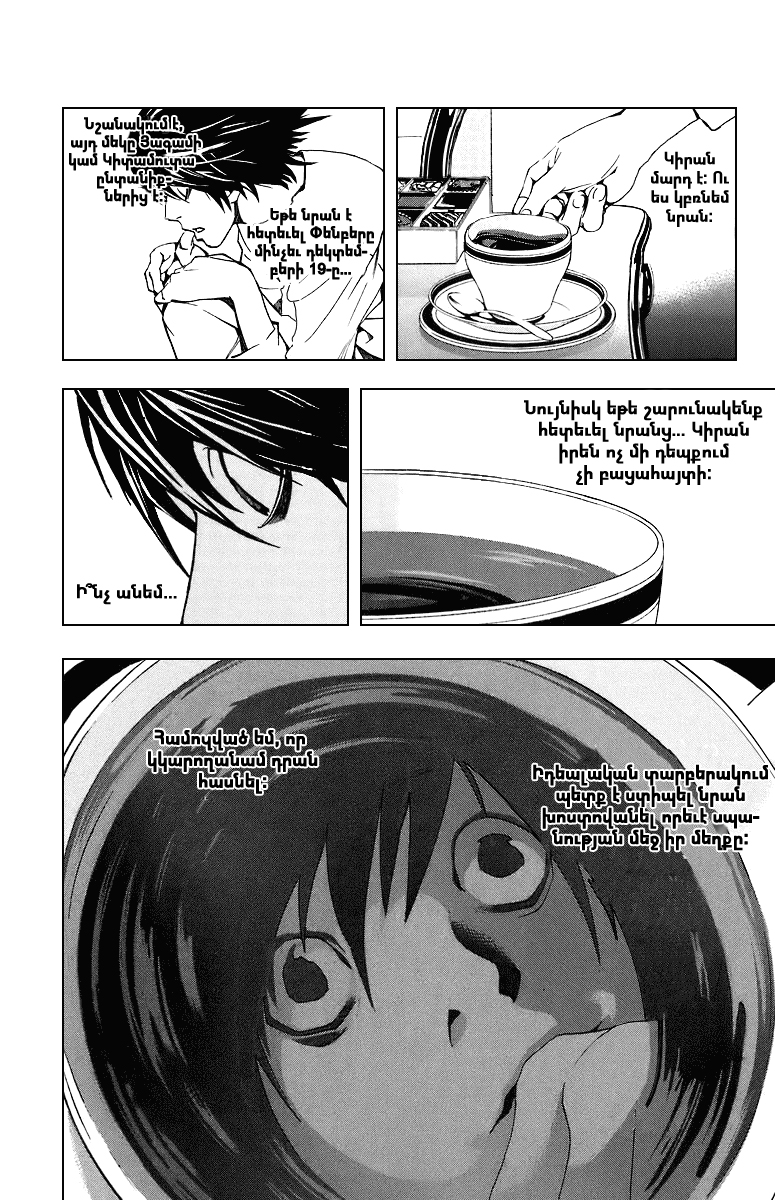 Կիրան
մարդ է: Ու
ես կբռնեմ
նրան:
Եթե նրան է
հետեւել Փենբերը
մինչեւ դեկտեմ-
բերի 19-ը...
Նշանակում է,
այդ մեկը Յագամի
կամ Կիտամուրա
ընտանիք-
ներից է:
Նույնիսկ եթե շարունակենք
հետեւել նրանց... Կիրան
իրեն ոչ մի դեպքում
չի բացահայտի:
Ի՞նչ անեմ...
Իդեալական տարբերակում
պետք է ստիպել նրան
խոստովանել որեւէ սպա-
նության մեջ իր մեղքը:
Համոզված եմ, որ
կկարողանամ դրան
հասնել: